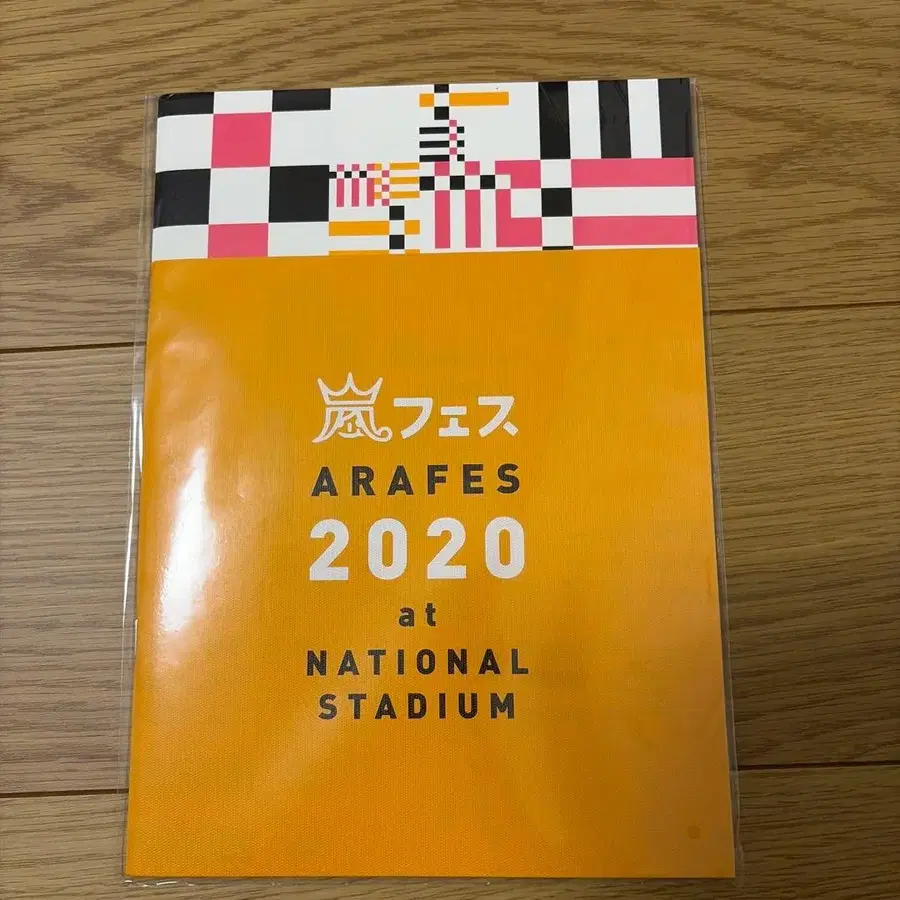 嵐フェス
ARAFES
2020
at
NATIONAL
STADIUM